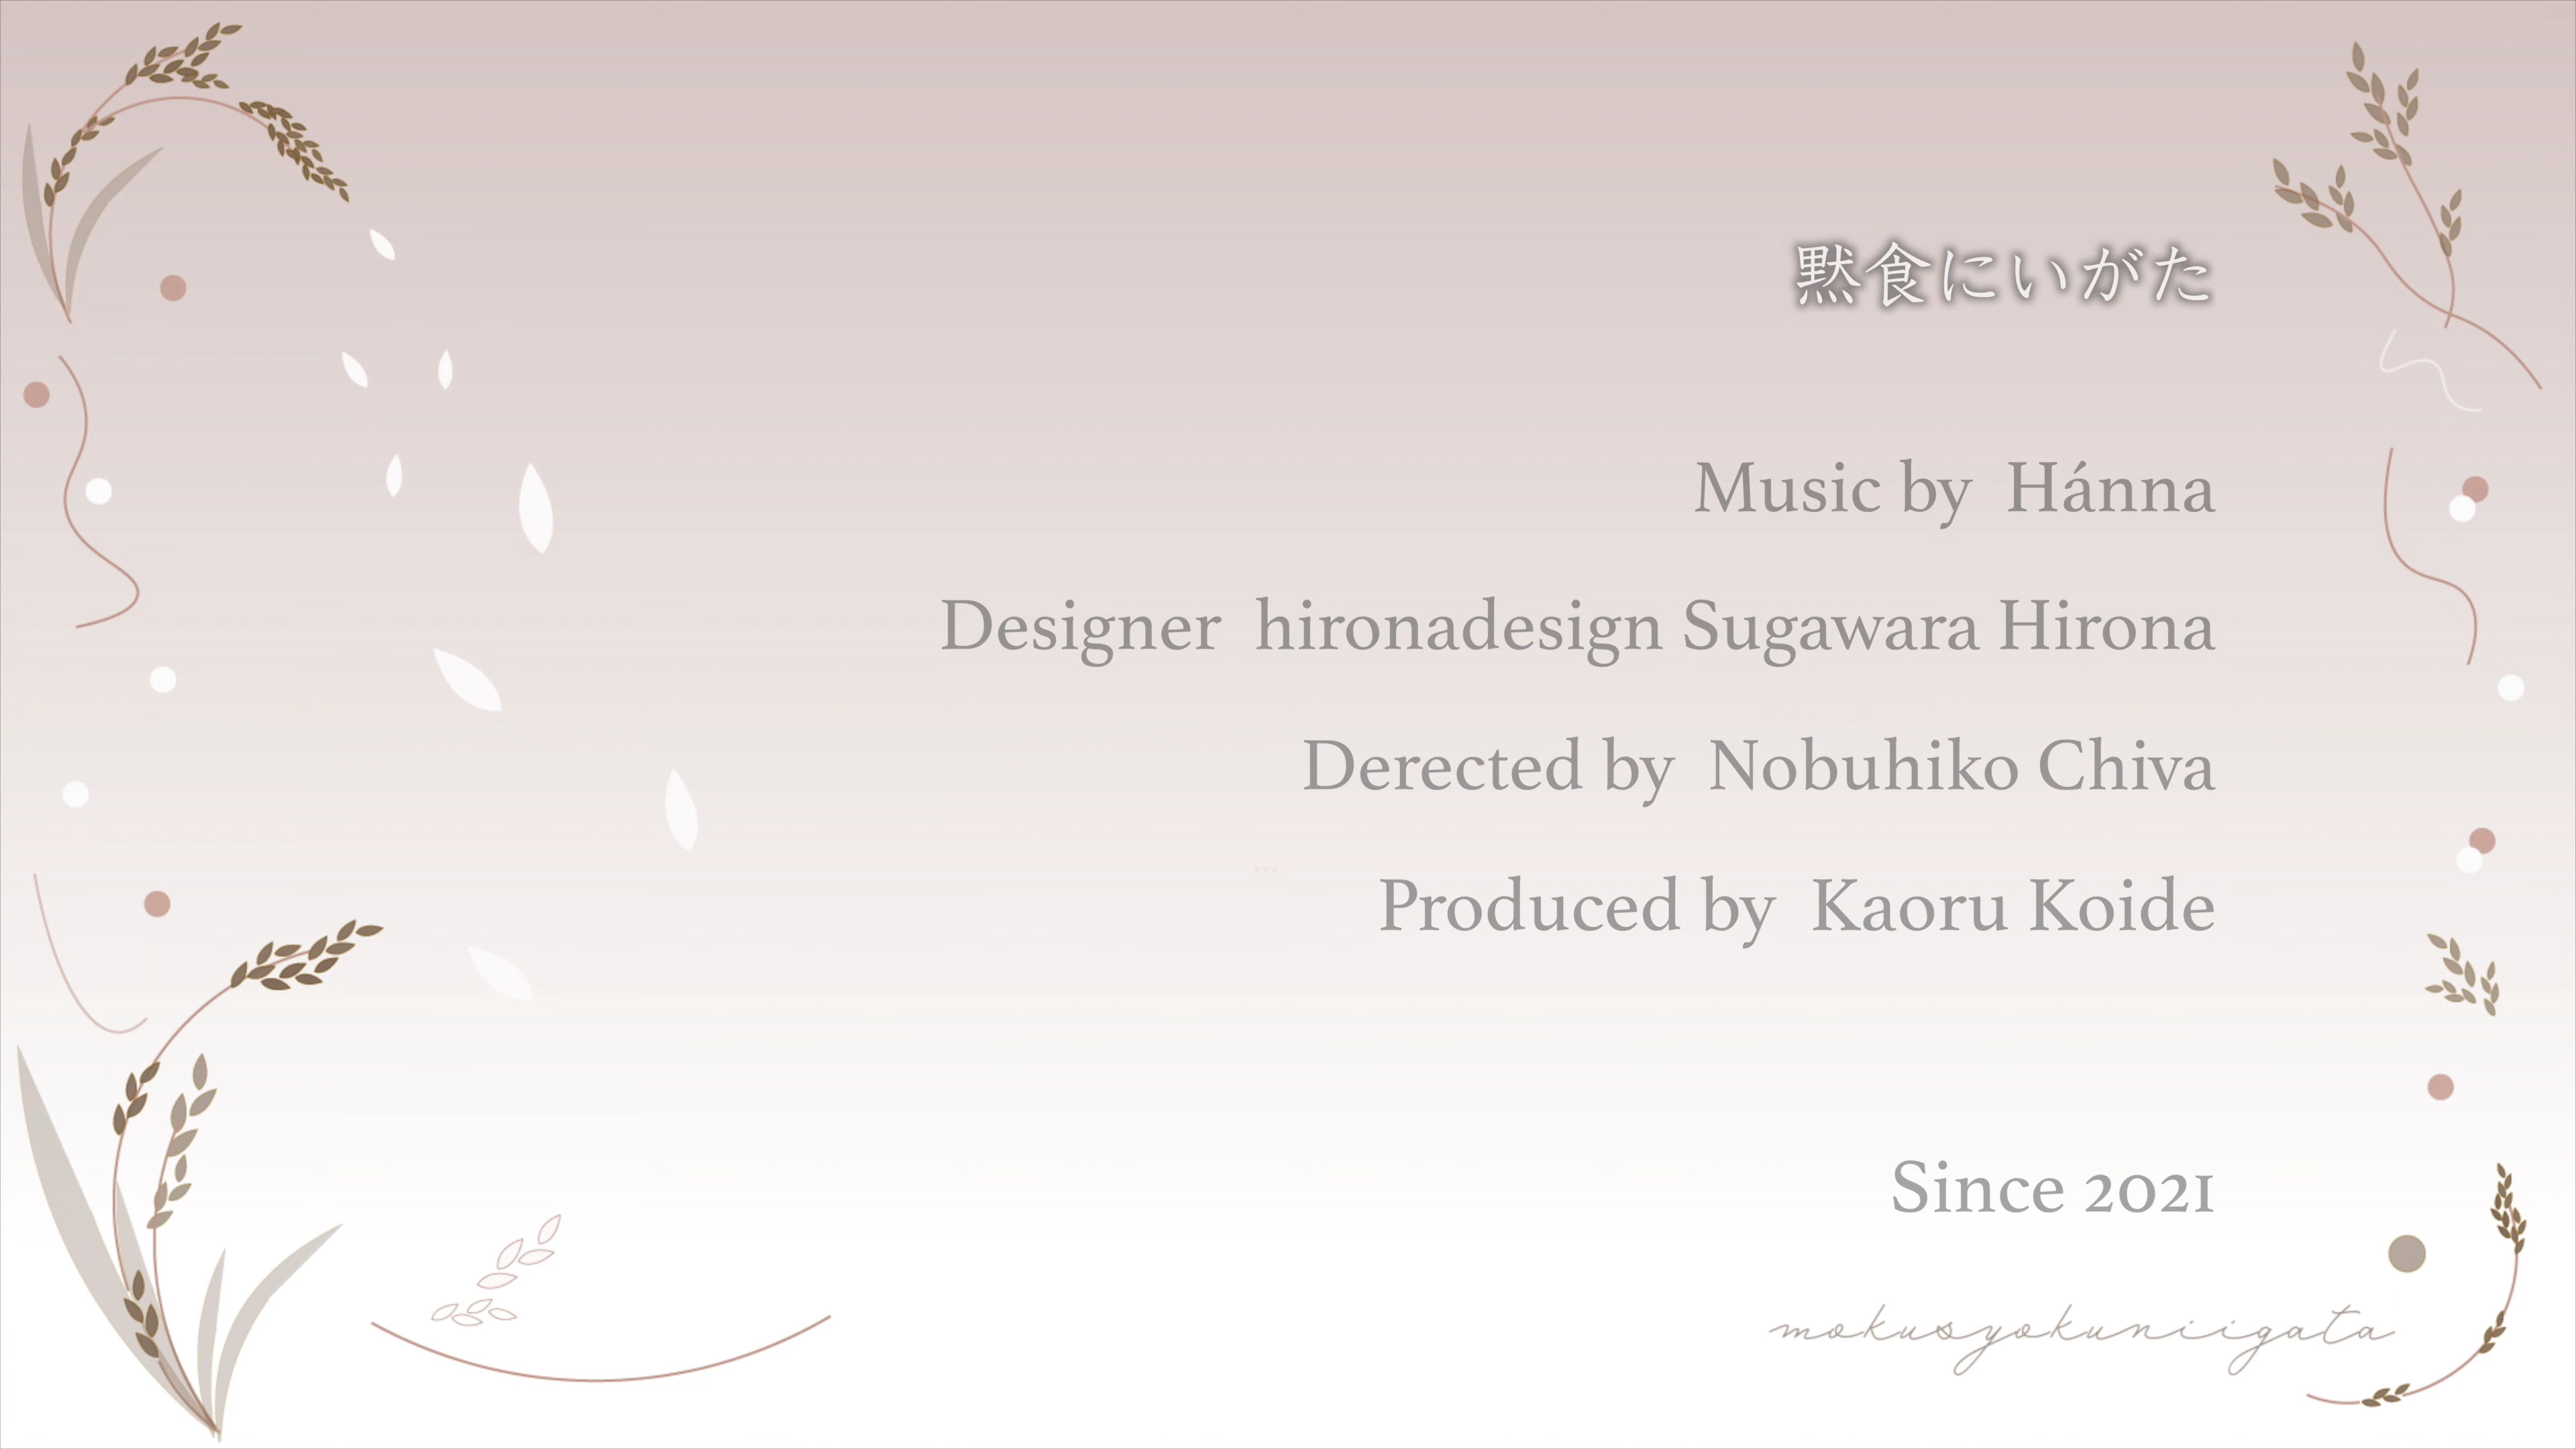 黙食にいがた
Music by Hánna
Designer hironadesign Sugawara Hirona
Derected by Nobuhiko Chiva
Produced by Kaoru Koide
Since 2021
mokusyokuniigata